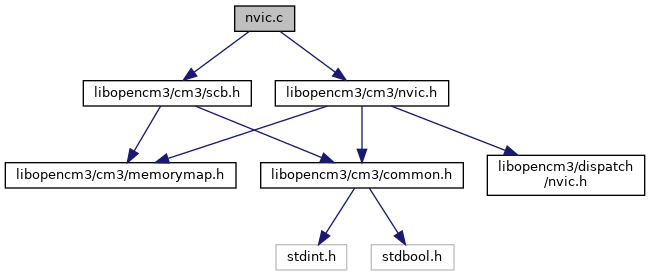 nvic.c
libopencm3/cm3/scb.h
libopencm3/cm3/nvic.h
libopencm3/cm3/memorymap.h
libopencm3/cm3/common.h
libopencm3/dispatch
/nvic.h
stdint.h
stdbool.h